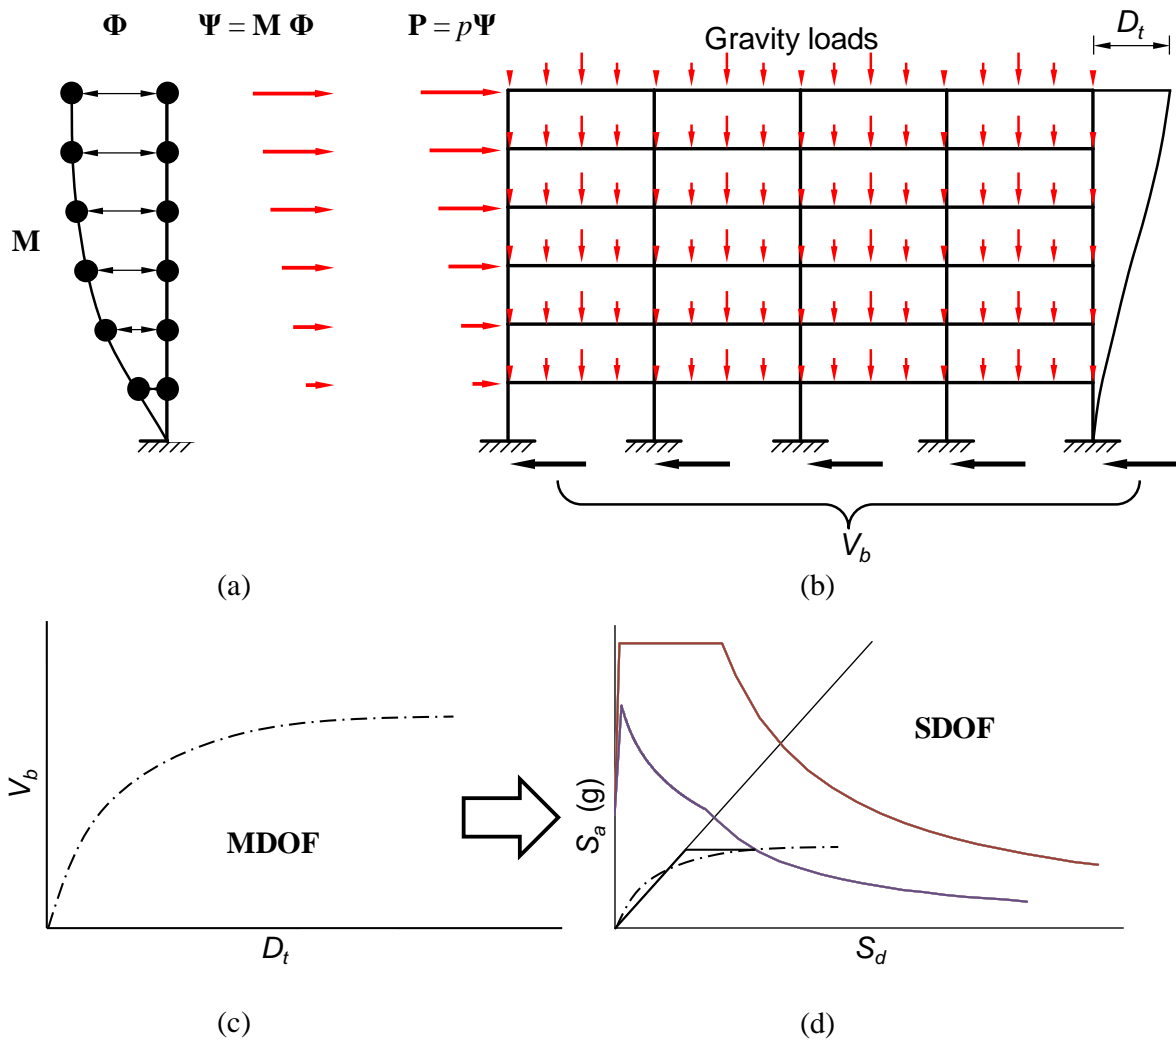 Φ
Ψ = M Φ
P = pΨ
Gravity loads
D_t
M
V_b
(a)
(b)
V_b
MDOF
D_t
S_a (g)
SDOF
S_d
(c)
(d)